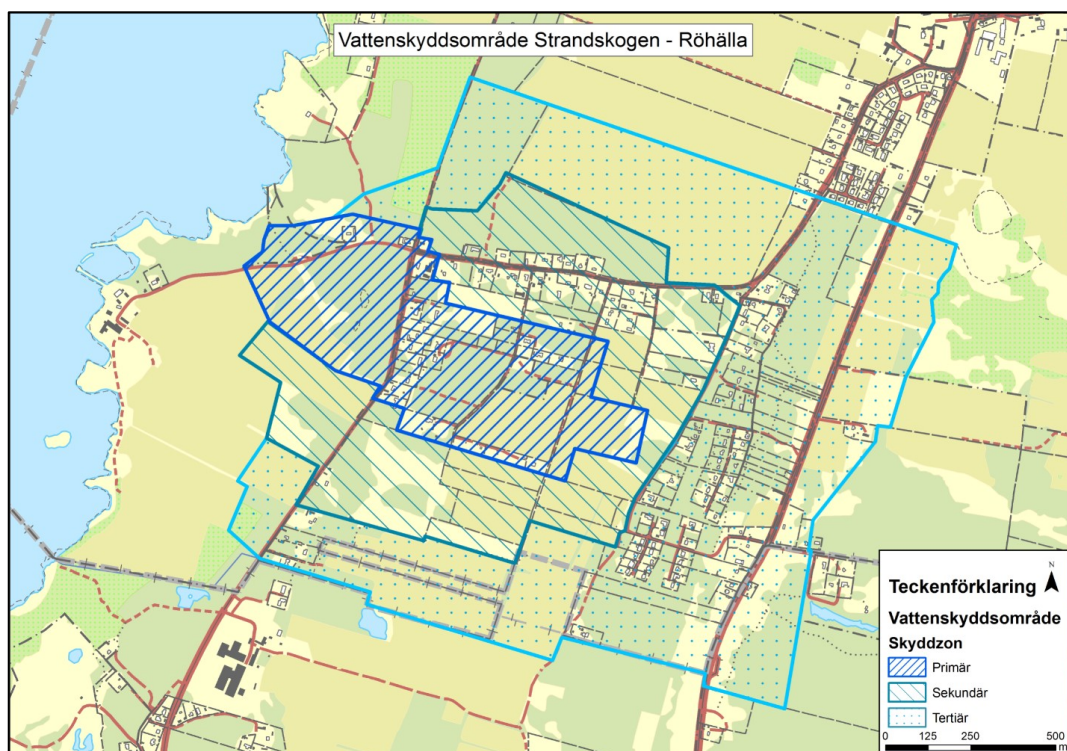 Vattenskyddsområde Strandskogen - Röhälla
N
Teckenförklaring
Vattenskyddsområde
Skyddzon
Primär
Sekundär
Tertiär
0 125 250 500
m